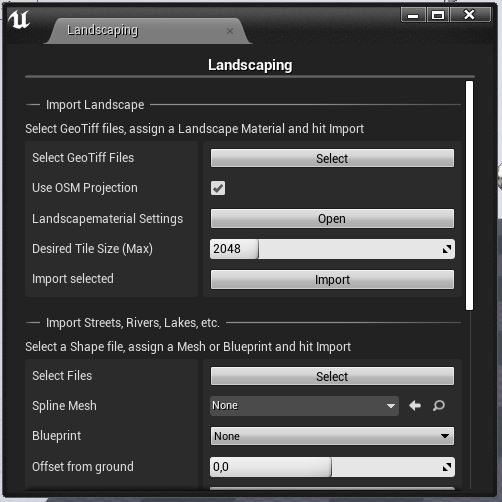 Landscaping
Landscaping
Import Landscape
Select GeoTiff files, assign a Landscape Material and hit Import
Select GeoTiff Files Select
Use OSM Projection
Landscapematerial Settings Open
Desired Tile Size (Max) 2048
Import selected Import
Import Streets, Rivers, Lakes, etc.
Select a Shape file, assign a Mesh or Blueprint and hit Import
Select Files Select
Spline Mesh None
Blueprint None
Offset from ground 0,0